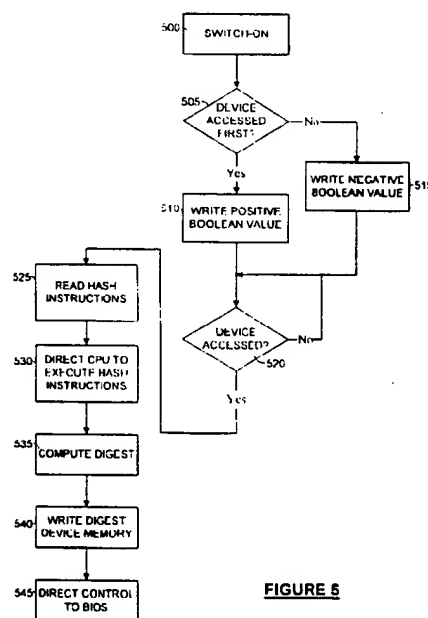 500
SWITCH-ON
505
DEVICE
ACCESSED
FIRST?
No
Yes
510
WRITE POSITIVE
BOOLEAN VALUE
WRITE NEGATIVE
BOOLEAN VALUE
515
525
READ HASH
INSTRUCTIONS
DEVICE
ACCESSED?
No
520
Yes
530
DIRECT CPU TO
EXECUTE HASH
INSTRUCTIONS
535
COMPUTE DIGEST
540
WRITE DIGEST
DEVICE MEMORY
545
DIRECT CONTROL
TO BIOS
FIGURE 5